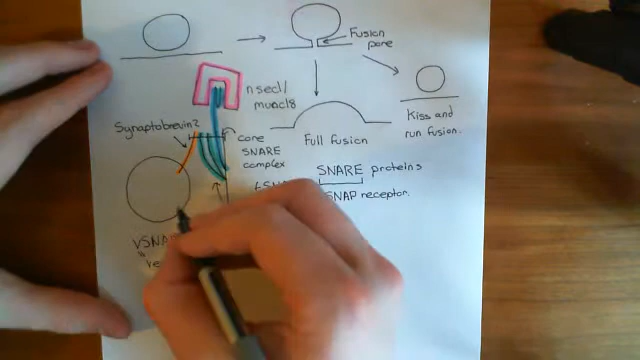 Fusion
pore
nsec1/
munc18
Synaptobrevin2
core
SNARE
complex
Full fusion
Kiss and
run fusion.
SNARE proteins
SNAP receptor.